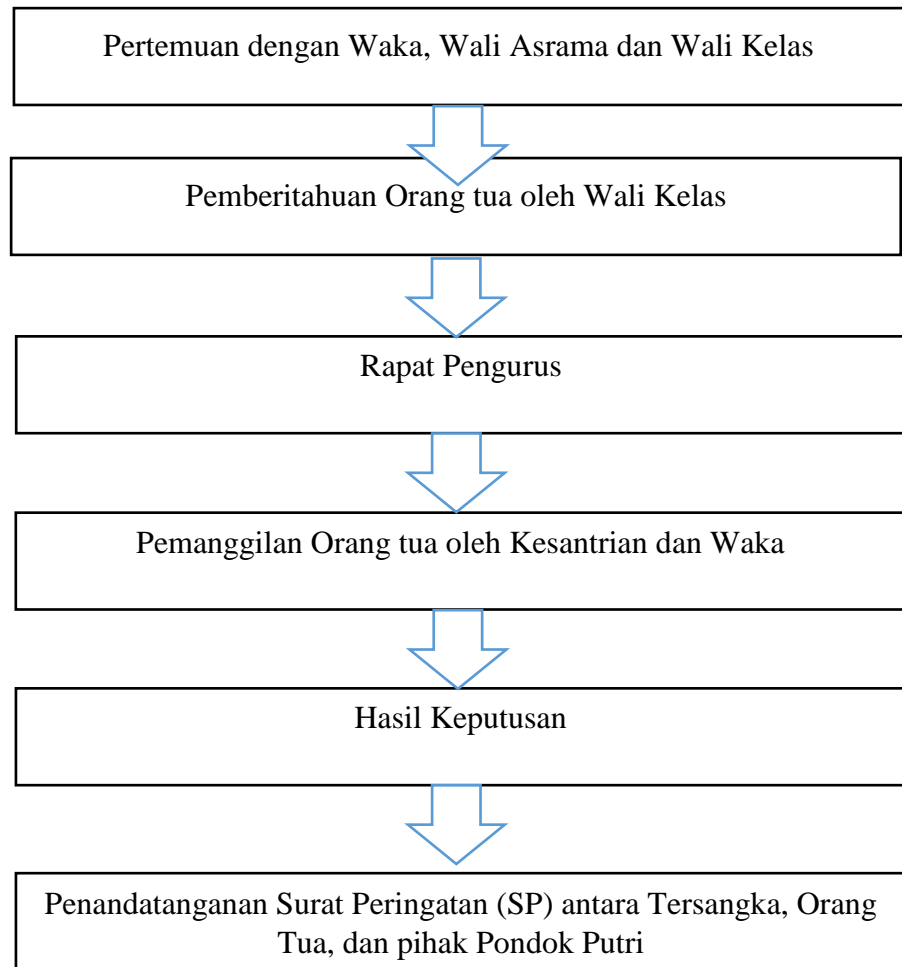 Pertemuan dengan Waka, Wali Asrama dan Wali Kelas
Pemberitahuan Orang tua oleh Wali Kelas
Rapat Pengurus
Pemanggilan Orang tua oleh Kesantrian dan Waka
Hasil Keputusan
Penandatanganan Surat Peringatan (SP) antara Tersangka, Orang
Tua, dan pihak Pondok Putri